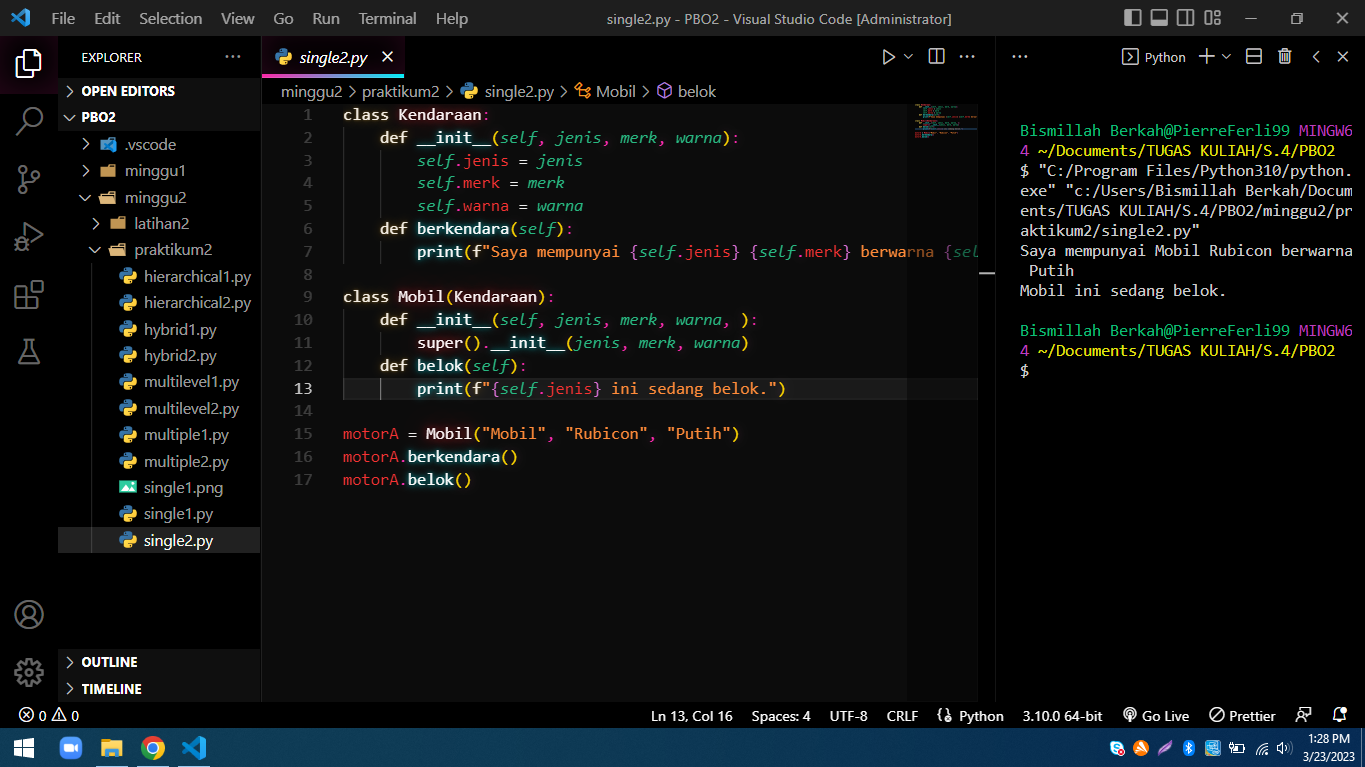 File Edit Selection View Go Run Terminal Help single2.py - PBO2 - Visual Studio Code [Administrator]
EXPLORER
OPEN EDITORS
PBO2
.vscode
minggu1
minggu2
latihan2
praktikum2
hierarchical1.py
hierarchical2.py
hybrid1.py
hybrid2.py
multilevel1.py
multilevel2.py
multiple1.py
multiple2.py
single1.png
single1.py
single2.py
OUTLINE
TIMELINE
single2.py
minggu2 > praktikum2 > single2.py > Mobil > belok
1 class Kendaraan:
2     def __init__(self, jenis, merk, warna):
3         self.jenis = jenis
4         self.merk = merk
5         self.warna = warna
6     def berkendara(self):
7         print(f"Saya mempunyai {self.jenis} {self.merk} berwarna {sel
8
9 class Mobil(Kendaraan):
10     def __init__(self, jenis, merk, warna, ):
11         super().__init__(jenis, merk, warna)
12     def belok(self):
13         print(f"{self.jenis} ini sedang belok.")
14
15 motorA = Mobil("Mobil", "Rubicon", "Putih")
16 motorA.berkendara()
17 motorA.belok()
Python
Bismillah Berkah@PierreFerli99 MINGW6
4 ~/Documents/TUGAS KULIAH/S.4/PBO2
$ "C:/Program Files/Python310/python.
exe" "c:/Users/Bismillah Berkah/Docum
ents/TUGAS KULIAH/S.4/PBO2/minggu2/pr
aktikum2/single2.py"
Saya mempunyai Mobil Rubicon berwarna
 Putih
Mobil ini sedang belok.
Bismillah Berkah@PierreFerli99 MINGW6
4 ~/Documents/TUGAS KULIAH/S.4/PBO2
$
0 0 Ln 13, Col 16 Spaces: 4 UTF-8 CRLF Python 3.10.0 64-bit Go Live Prettier
1:28 PM
3/23/2023